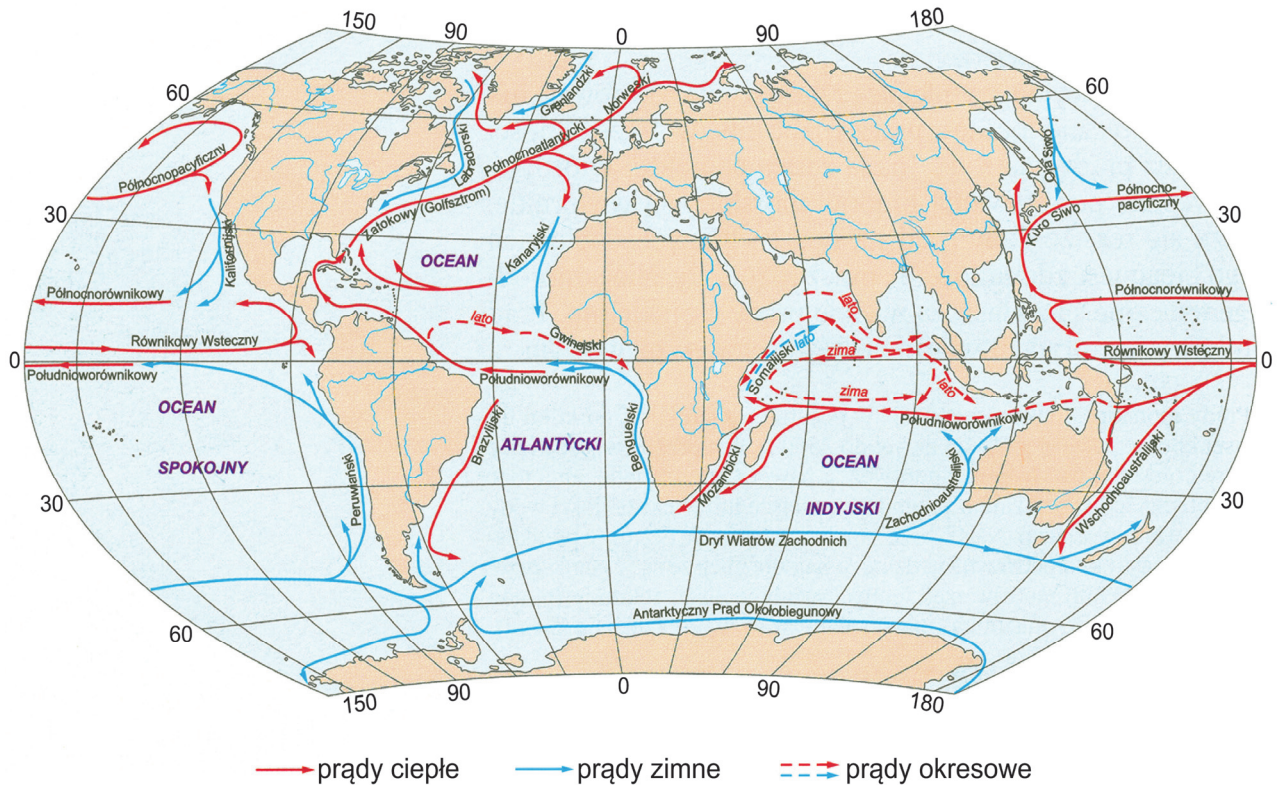 150
90
0
90
180
60
60
Grenlandzki
Norweski
Labradorski
Północnoatlantycki
Północnopacyficzny
Oja Siwo
Północno-
pacyficzny
30
30
Zatokowy (Golfsztrom)
Kuro Siwo
Kalifornijski
Kanaryjski
OCEAN
Północnorównikowy
Północnorównikowy
lato
lato
Gwinejski
lato
Równikowy Wsteczny
Równikowy Wsteczny
zima
Somalijski
0
0
Południoworównikowy
Południoworównikowy
zima
lato
Południoworównikowy
OCEAN
SPOKOJNY
ATLANTYCKI
Brazylijski
Benguelski
Mozambicki
OCEAN
INDYJSKI
Peruwiański
Zachodnioaustralijski
Wschodnioaustralijski
30
30
Dryf Wiatrów Zachodnich
Antarktyczny Prąd Okołobiegunowy
60
60
150
90
0
90
180
prądy ciepłe
prądy zimne
prądy okresowe